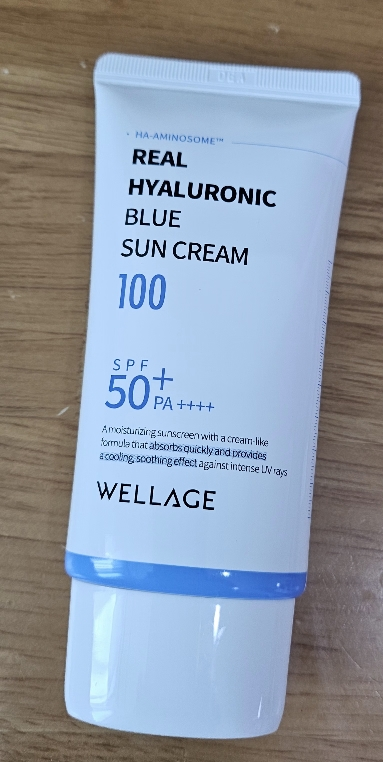 HA-AMINOSOME™
REAL
HYALURONIC
BLUE
SUN CREAM
100
SPF
50+
PA ++++
A moisturizing sunscreen with a cream-like
formula that absorbs quickly and provides
a cooling, soothing effect against intense UV rays
WELLAGE